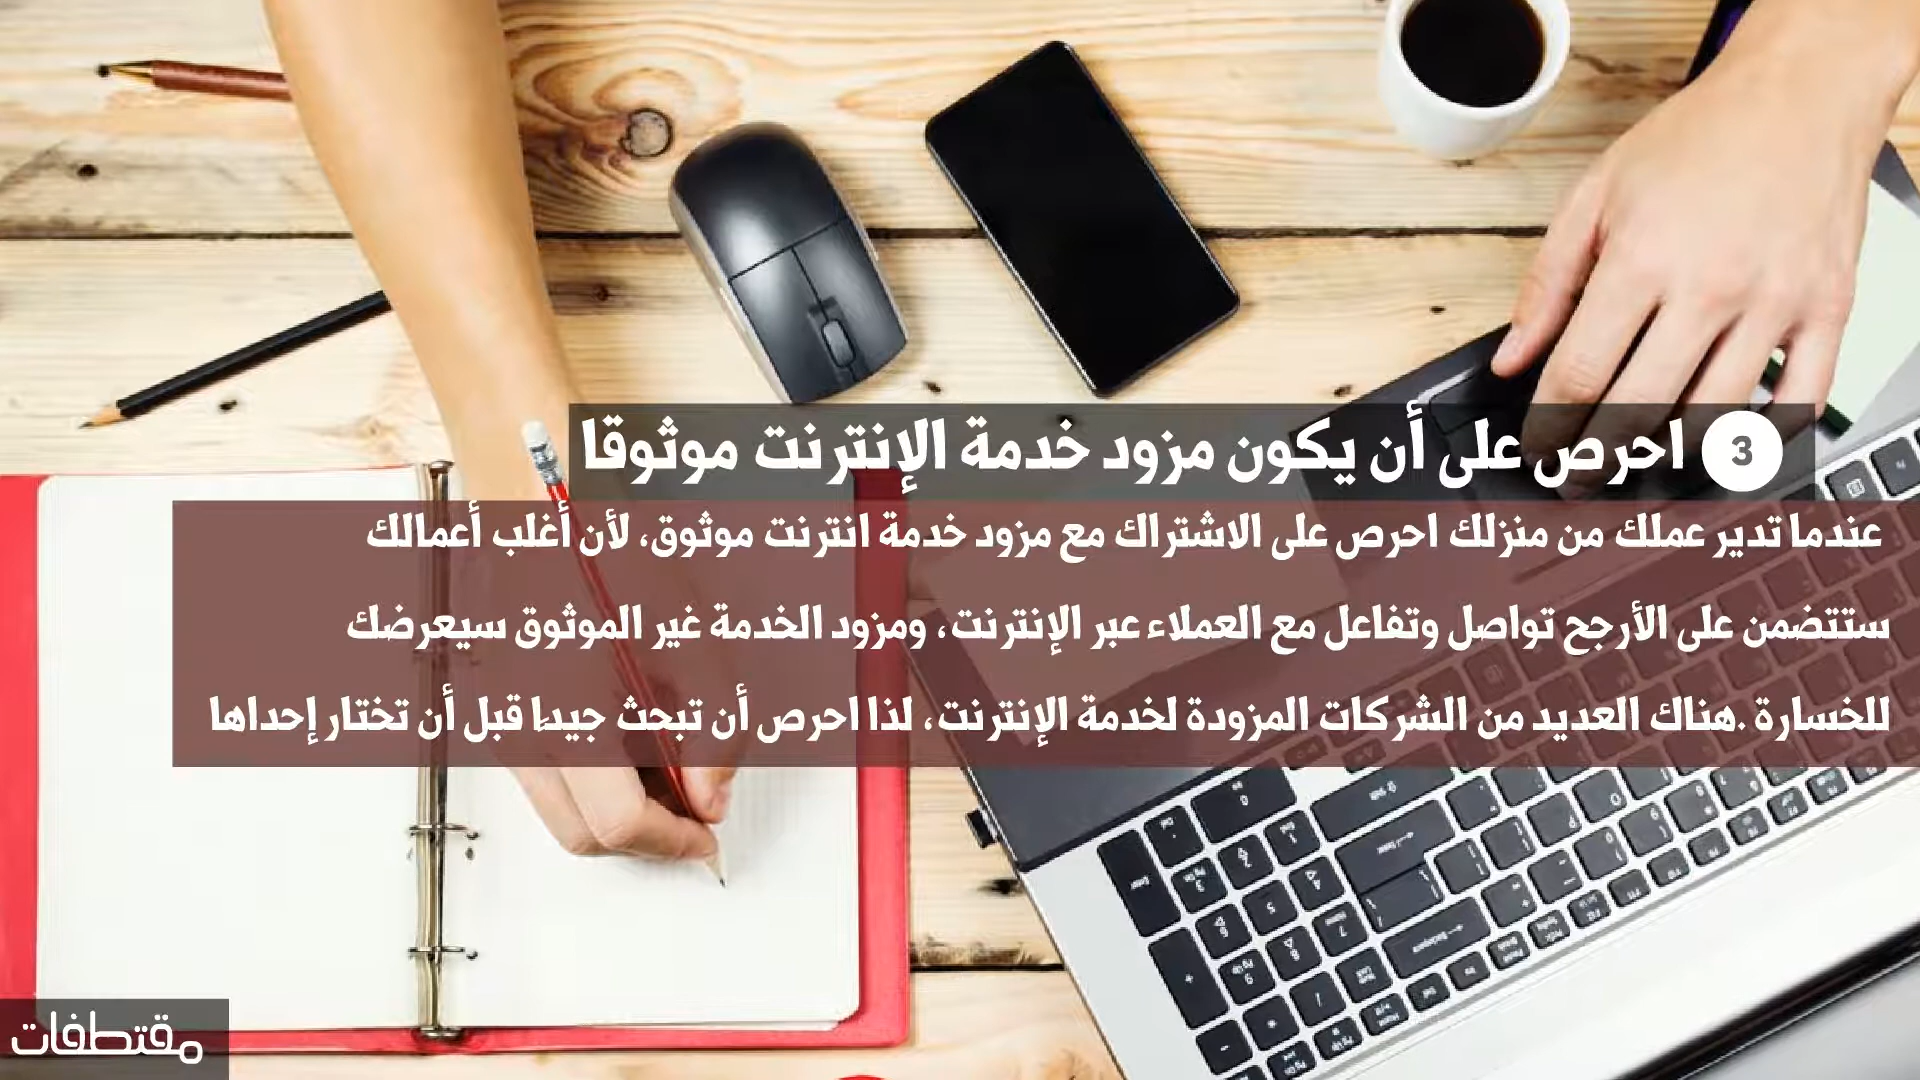 3 احرص على أن يكون مزود خدمة الإنترنت موثوقا
عندما تدير عملك من منزلك احرص على الاشتراك مع مزود خدمة انترنت موثوق، لأن أغلب أعمالك
ستتضمن على الأرجح تواصل وتفاعل مع العملاء عبر الإنترنت، ومزود الخدمة غير الموثوق سيعرضك
للخسارة .هناك العديد من الشركات المزودة لخدمة الإنترنت، لذا احرص أن تبحث جيدا قبل أن تختار إحداها
مقتطفات